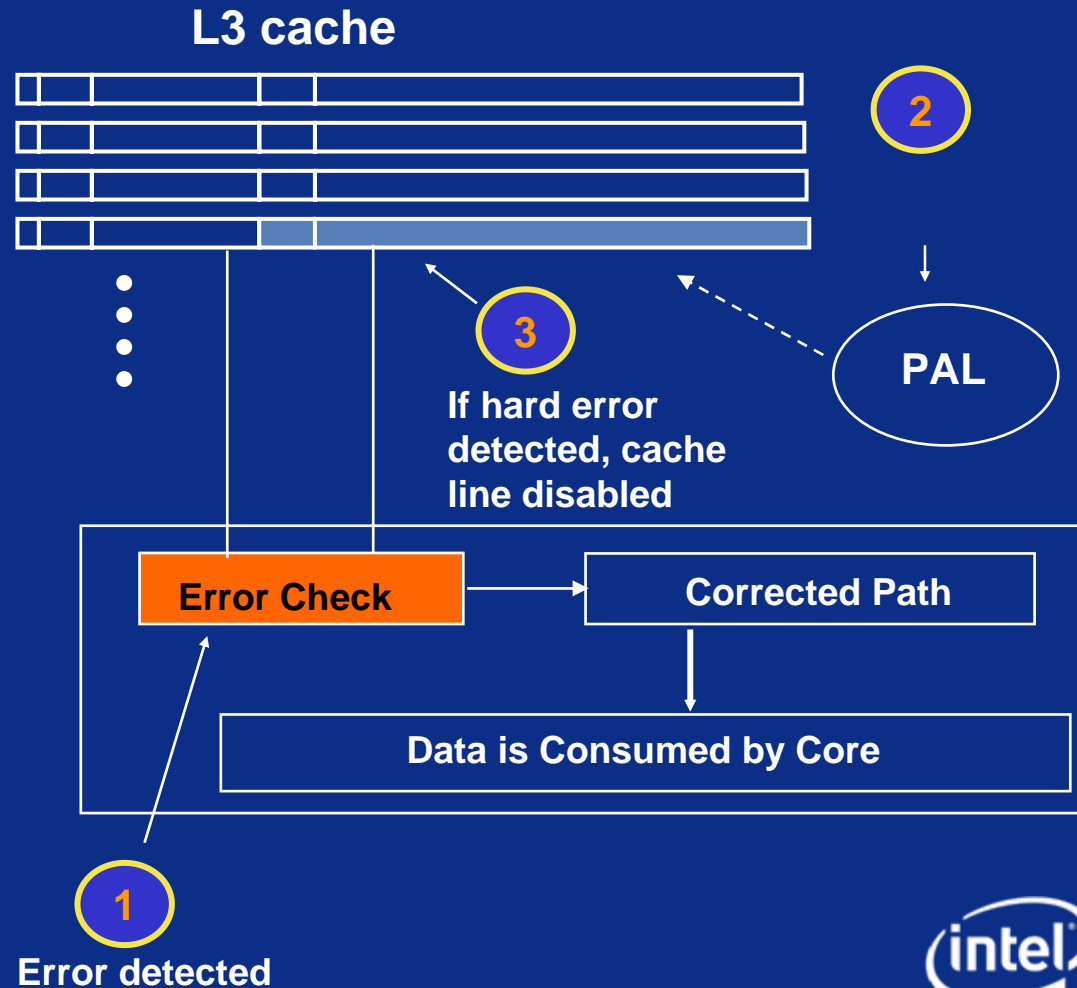 L3 cache
2
PAL
3
If hard error
detected, cache
line disabled
Error Check
Corrected Path
Data is Consumed by Core
1
Error detected
intel